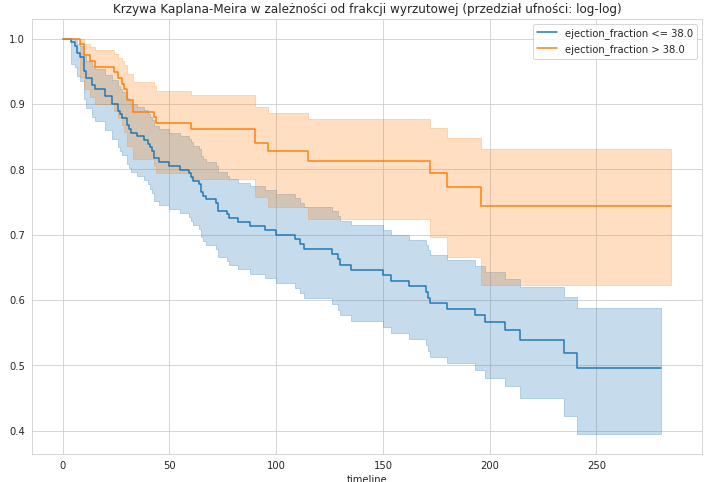 Krzywa Kaplana-Meira w zależności od frakcji wyrzutowej (przedział ufności: log-log)
ejection_fraction <= 38.0
ejection_fraction > 38.0
1.0
0.9
0.8
0.7
0.6
0.5
0.4
0 50 100 150 200 250
timeline